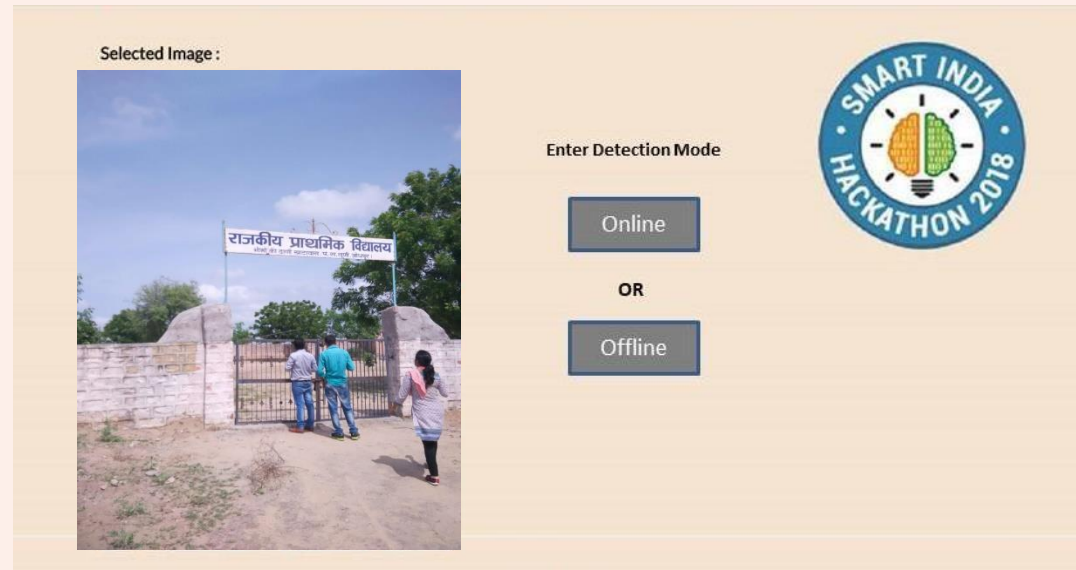 Selected Image :
राजकीय प्राथमिक विद्यालय
Enter Detection Mode
Online
OR
Offline
SMART INDIA
HACKATHON 2018